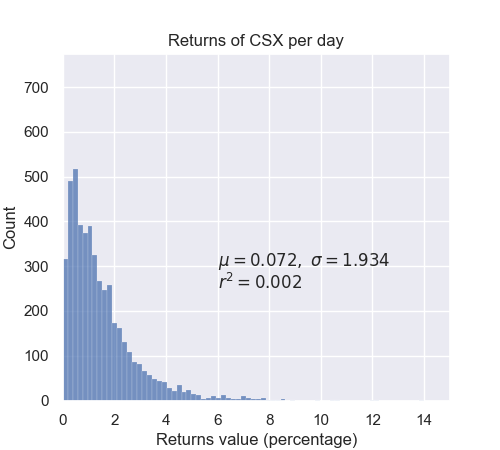 Returns of CSX per day
700
600
500
400
300
200
100
0
Count
μ = 0.072, σ = 1.934
r² = 0.002
0 2 4 6 8 10 12 14
Returns value (percentage)